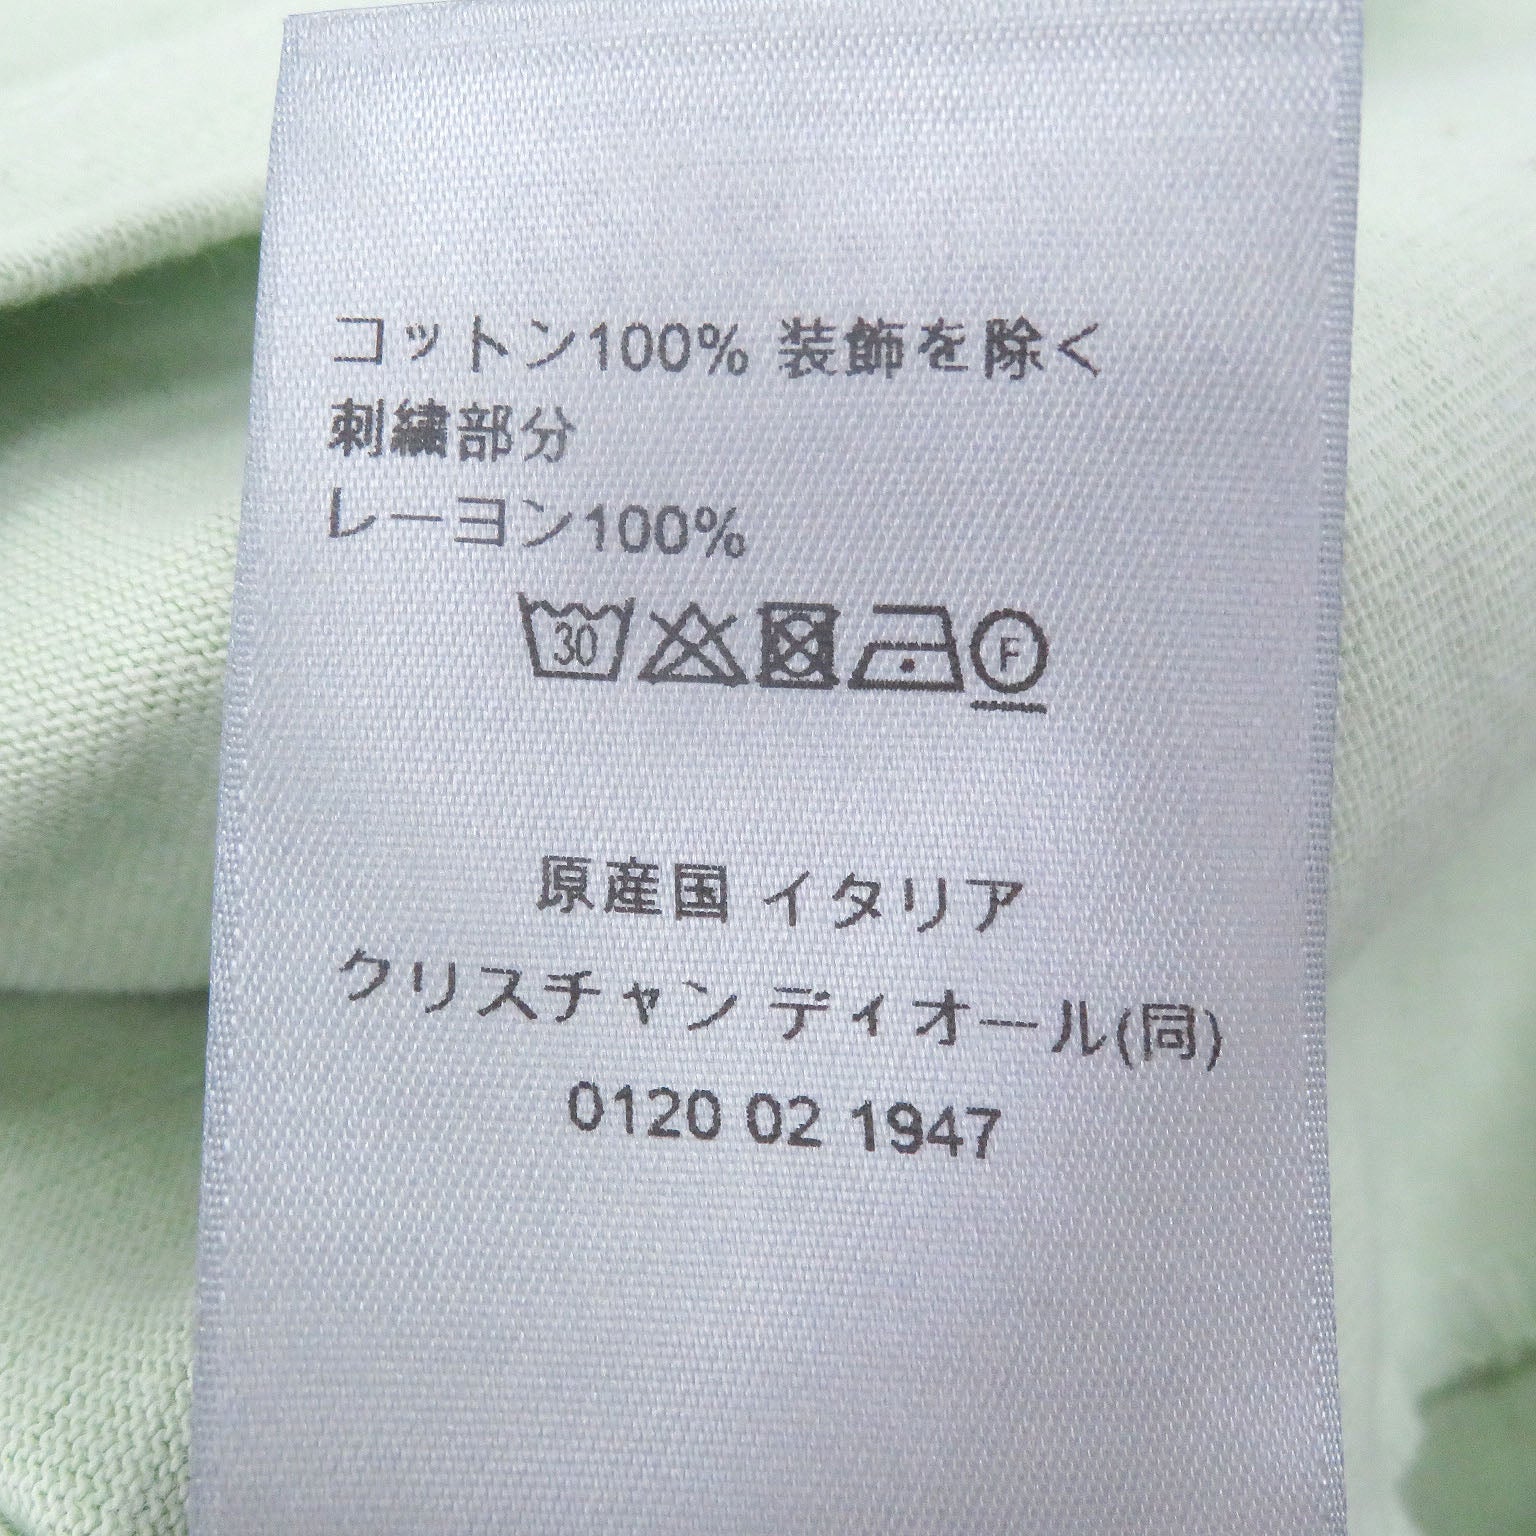 コットン100% 装飾を除く
刺繍部分
レーヨン100%
30 F
原産国 イタリア
クリスチャン ディオール(同)
0120 02 1947